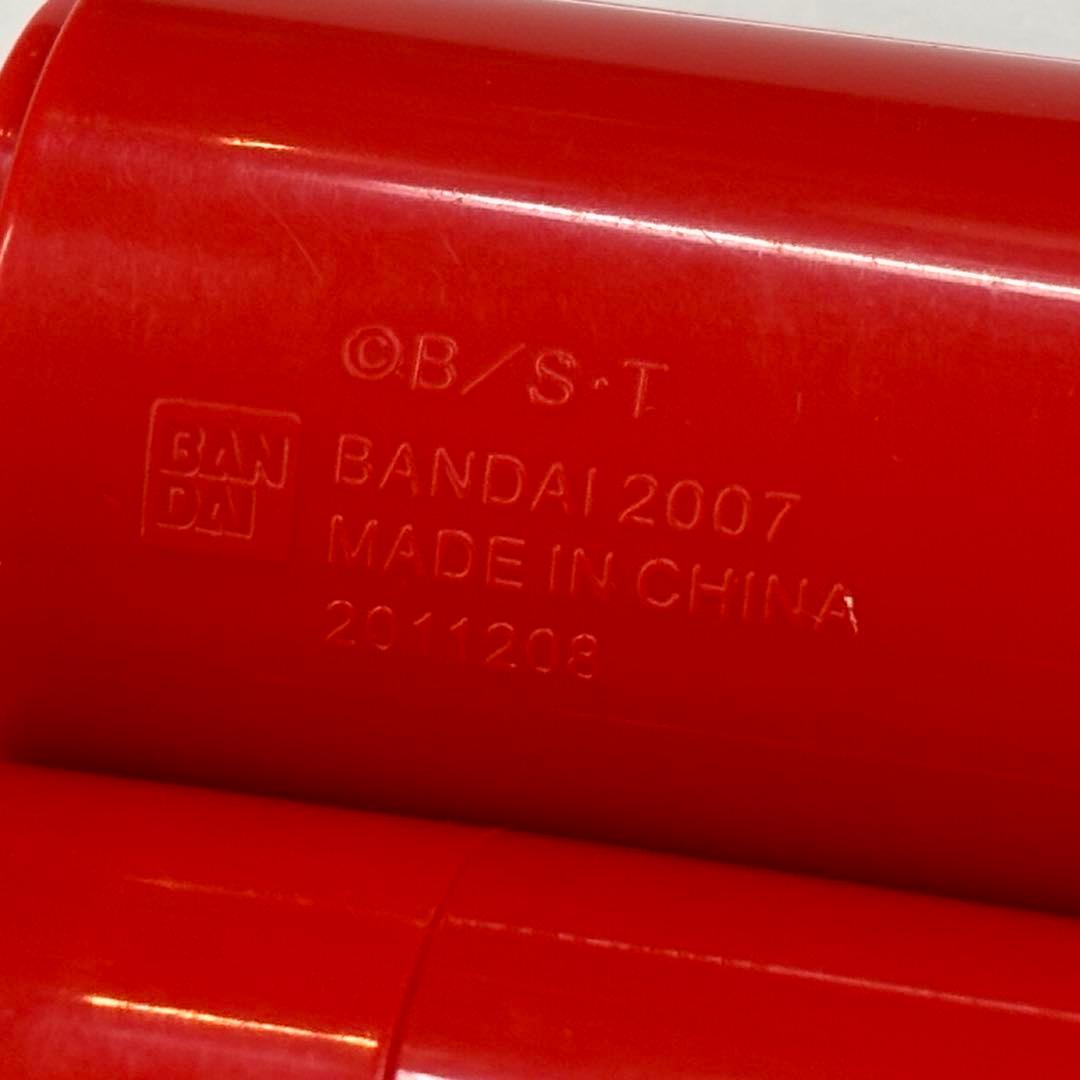 ©B/S·T
BAN
DAI
BANDAI 2007
MADE IN CHINA
2011208